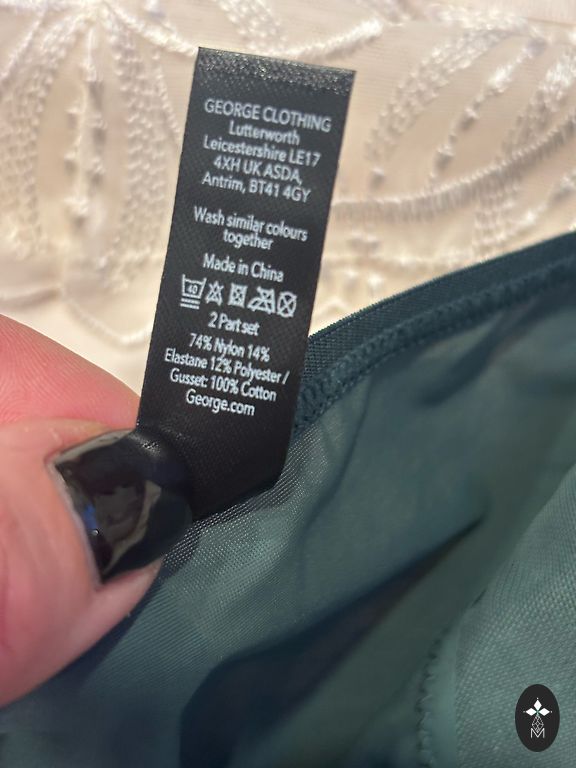 GEORGE CLOTHING
Lutterworth
Leicestershire LE17
4XH UK ASDA,
Antrim, BT41 4GY
Wash similar colours
together
Made in China
40
2 Part set
74% Nylon 14%
Elastane 12% Polyester /
Gusset: 100% Cotton
George.com
M